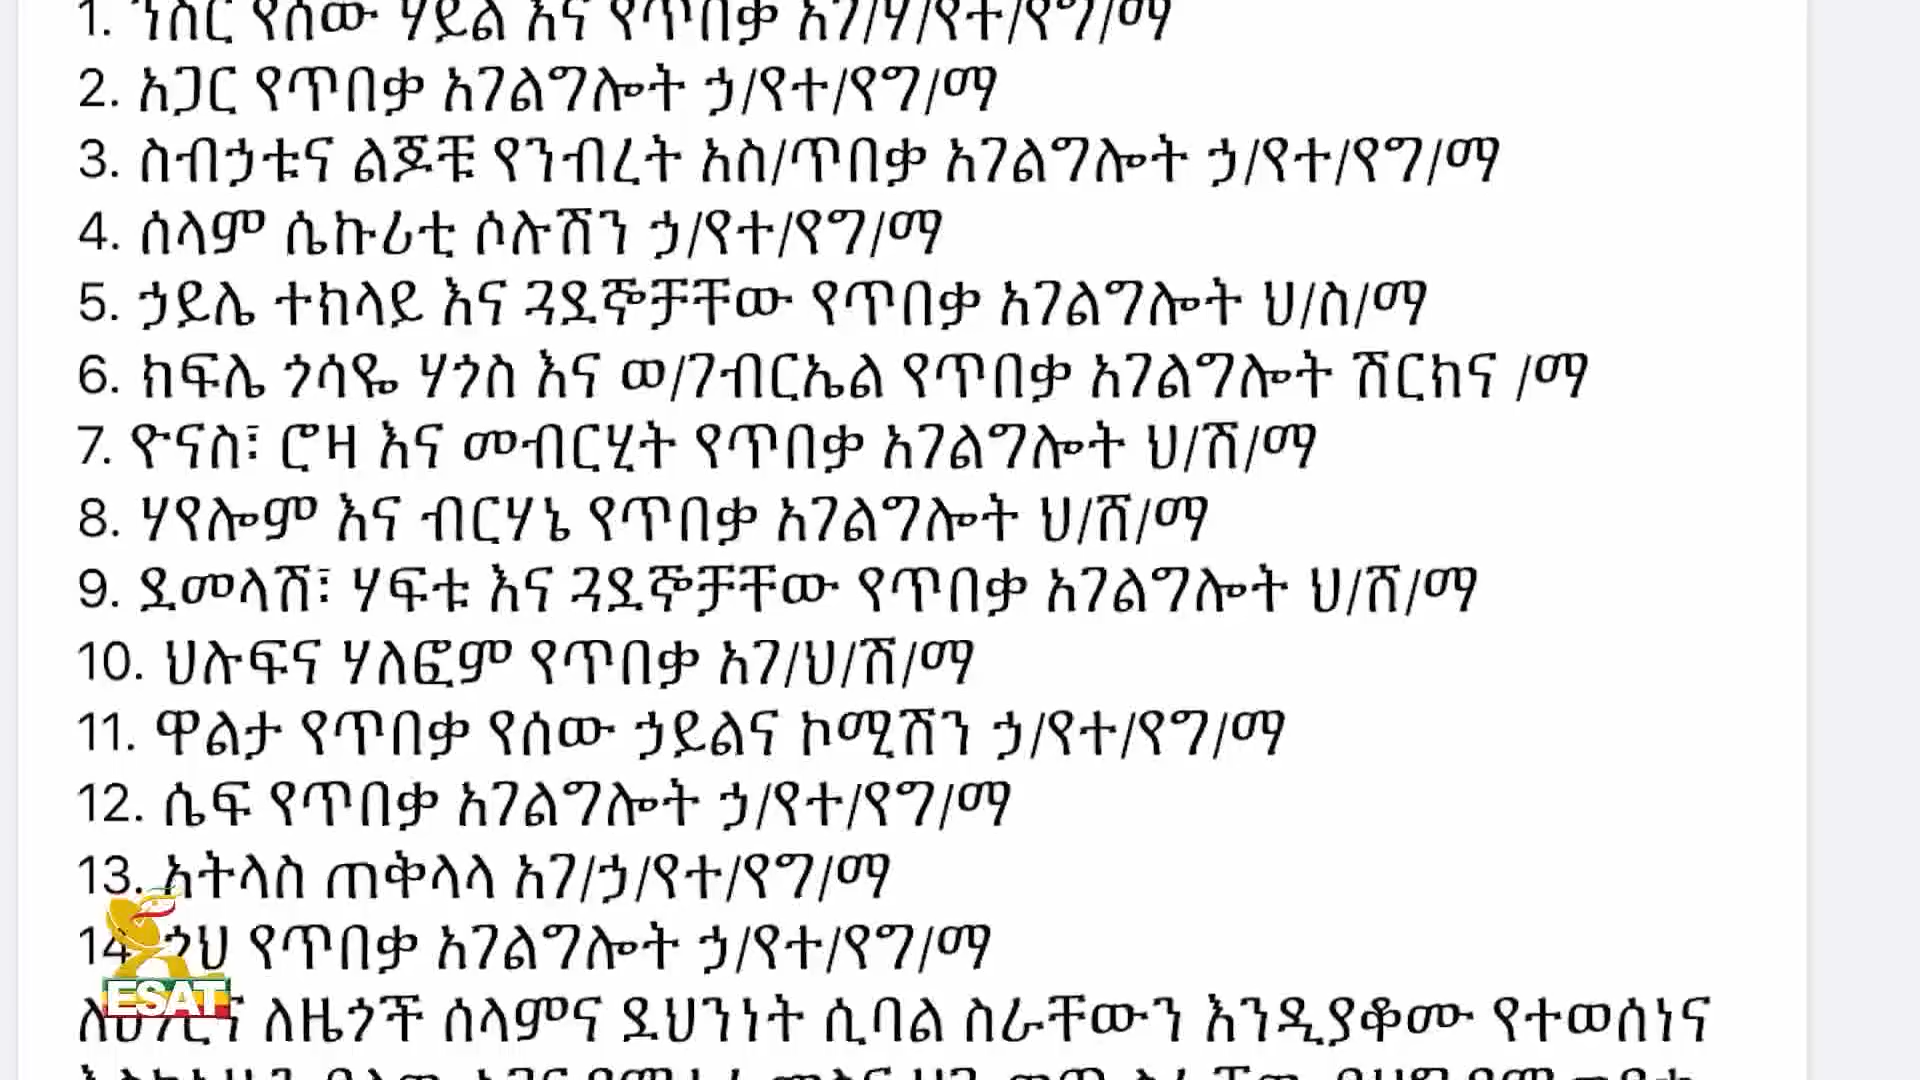 1. ንስር የሰው ሃይል እና የጥበቃ አገ/ሃ/የተ/የግ/ማ
2. አጋር የጥበቃ አገልግሎት ኃ/የተ/የግ/ማ
3. ስብኃቱና ልጆቹ የንብረት አስ/ጥበቃ አገልግሎት ኃ/የተ/የግ/ማ
4. ሰላም ሴኩሪቲ ሶሉሽን ኃ/የተ/የግ/ማ
5. ኃይሌ ተክላይ እና ጓደኞቻቸው የጥበቃ አገልግሎት ህ/ስ/ማ
6. ክፍሌ ጎሳዬ ሃጎስ እና ወ/ገብርኤል የጥበቃ አገልግሎት ሽርክና /ማ
7. ዮናስ፣ ሮዛ እና መብርሂት የጥበቃ አገልግሎት ህ/ሽ/ማ
8. ሃየሎም እና ብርሃኔ የጥበቃ አገልግሎት ህ/ሽ/ማ
9. ደመላሽ፣ ሃፍቱ እና ጓደኞቻቸው የጥበቃ አገልግሎት ህ/ሽ/ማ
10. ህሉፍና ሃለፎም የጥበቃ አገ/ህ/ሽ/ማ
11. ዋልታ የጥበቃ የሰው ኃይልና ኮሚሽን ኃ/የተ/የግ/ማ
12. ሴፍ የጥበቃ አገልግሎት ኃ/የተ/የግ/ማ
13. አትላስ ጠቅላላ አገ/ኃ/የተ/የግ/ማ
14. ጎህ የጥበቃ አገልግሎት ኃ/የተ/የግ/ማ
ESAT
ለዜጎች ሰላምና ደህንነት ሲባል ስራቸውን እንዲያቆሙ የተወሰነና